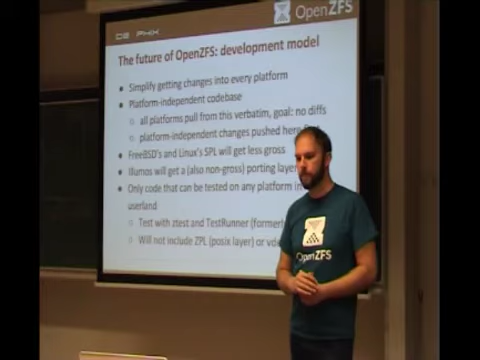 DELPHIX
OpenZFS
The future of OpenZFS: development model
Simplify getting changes into every platform
Platform-independent codebase
all platforms pull from this verbatim, goal: no diffs
platform-independent changes pushed here
FreeBSD's and Linux's SPL will get less gross
Illumos will get a (also non-gross) porting layer
Only code that can be tested on any platform in
userland
Test with ztest and TestRunner
Will not include ZPL (posix layer) or
OpenZFS